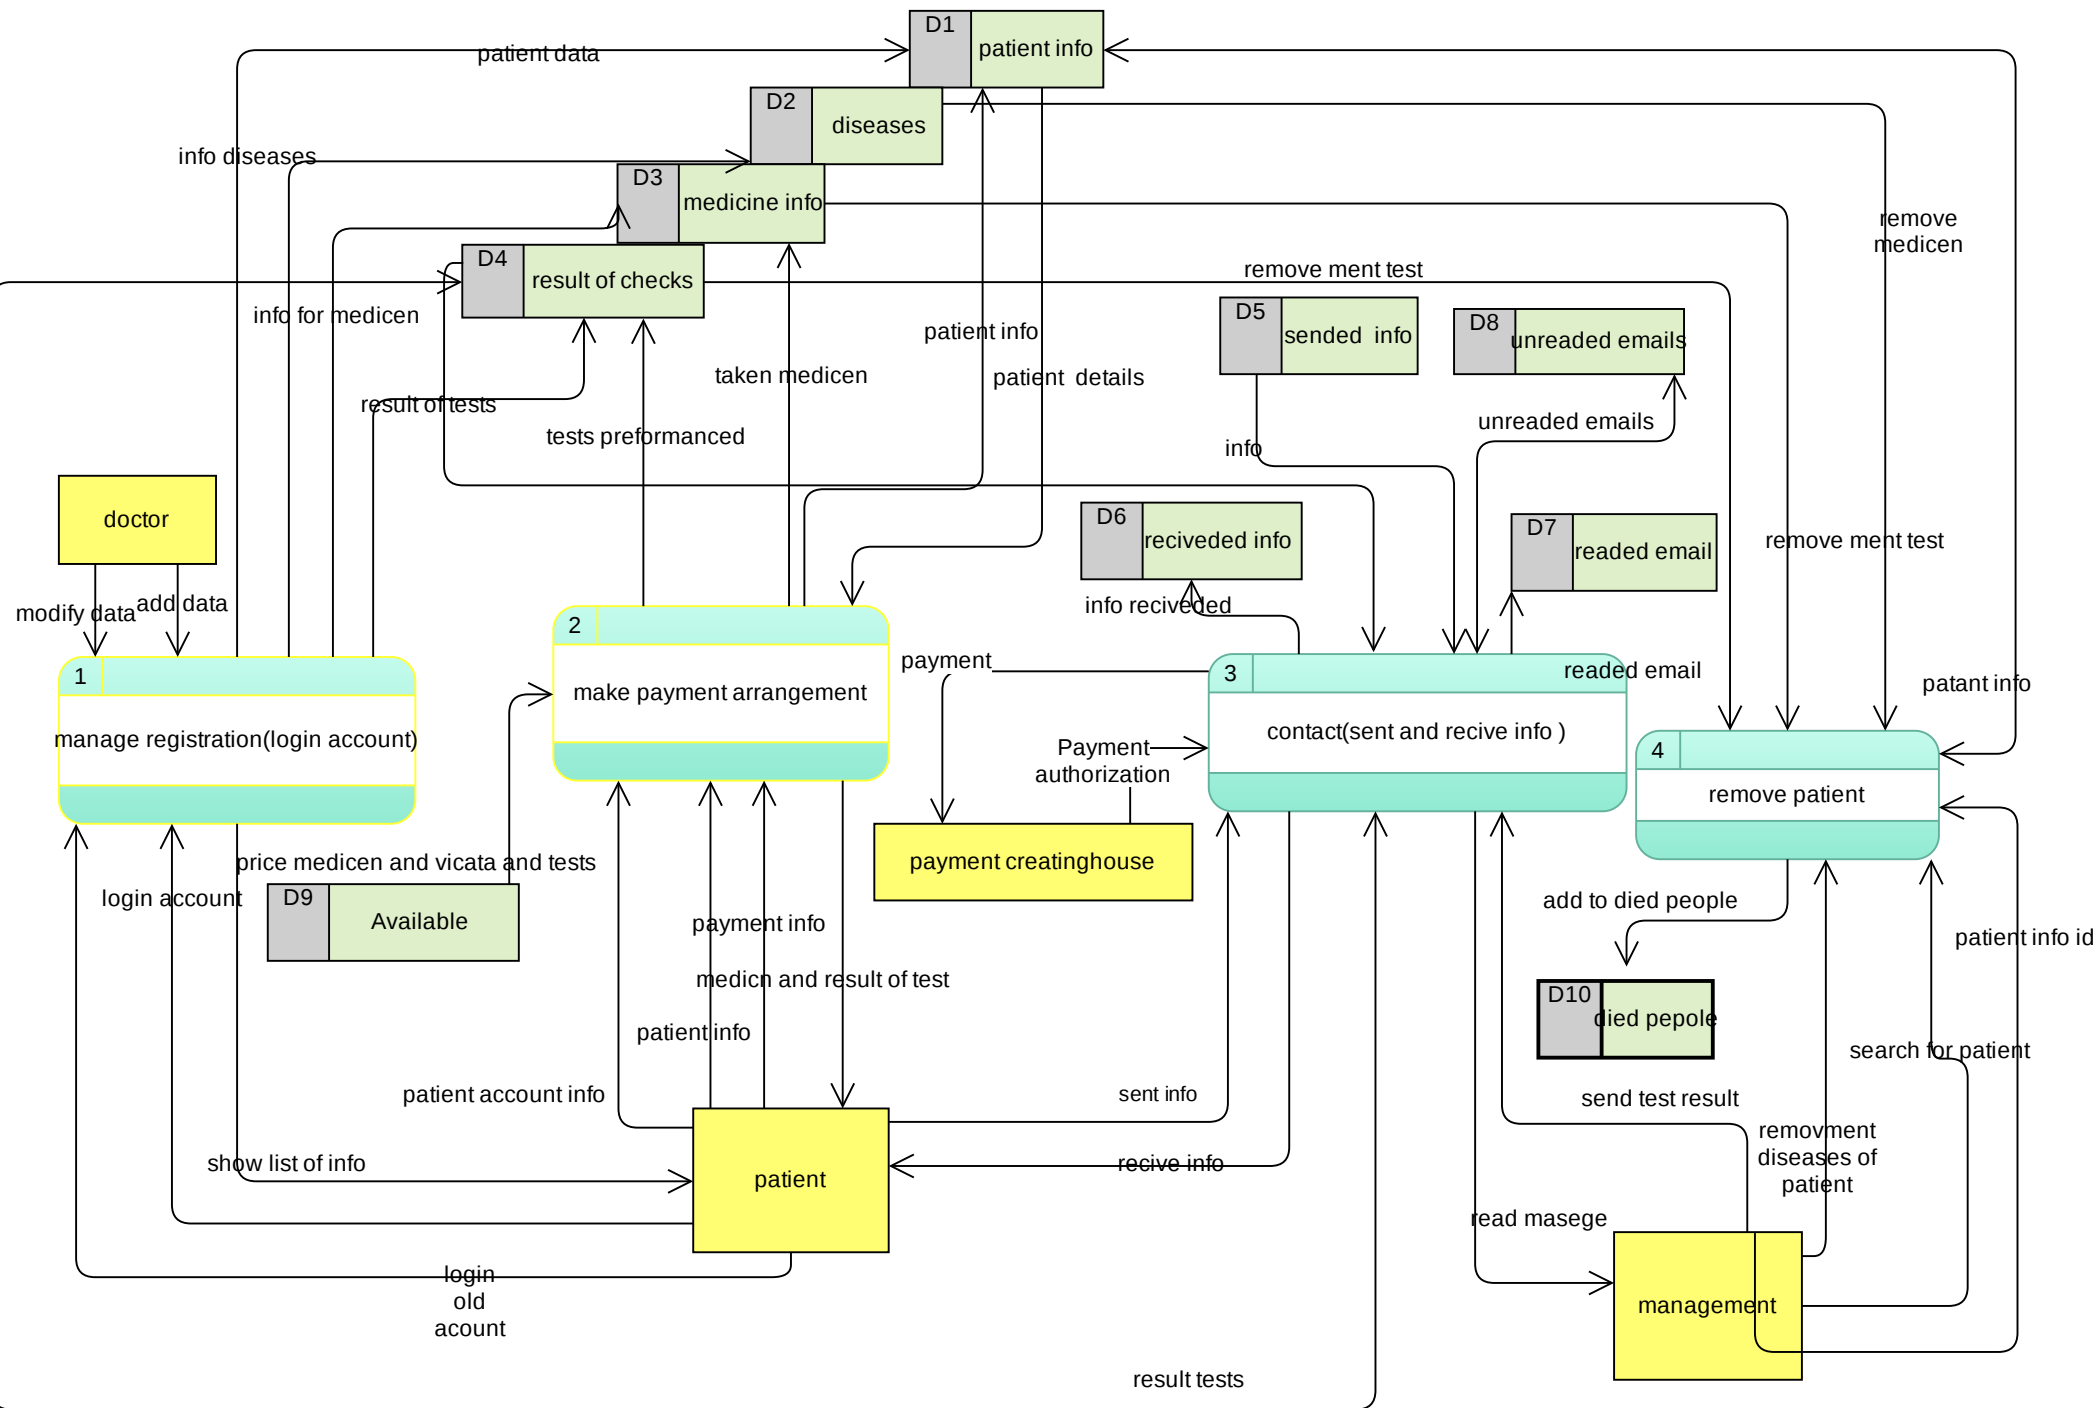 D1
patient info
patient data
D2
diseases
info diseases
D3
medicine info
remove
medicen
D4
result of checks
remove ment test
info for medicen
D5
sended  info
D8
unreaded emails
patient info
taken medicen
patient  details
result of tests
unreaded emails
tests preformanced
info
doctor
D6
reciveded info
D7
readed email
remove ment test
modify data
add data
info reciveded
2
make payment arrangement
payment
1
manage registration(login account)
3
contact(sent and recive info )
readed email
patant info
Payment
authorization
4
remove patient
price medicen and vicata and tests
payment creatinghouse
login account
D9
Available
payment info
add to died people
patient info id
medicn and result of test
D10
died pepole
patient info
search for patient
patient account info
sent info
send test result
removment
diseases of
patient
show list of info
patient
recive info
read masege
login
old
acount
management
result tests